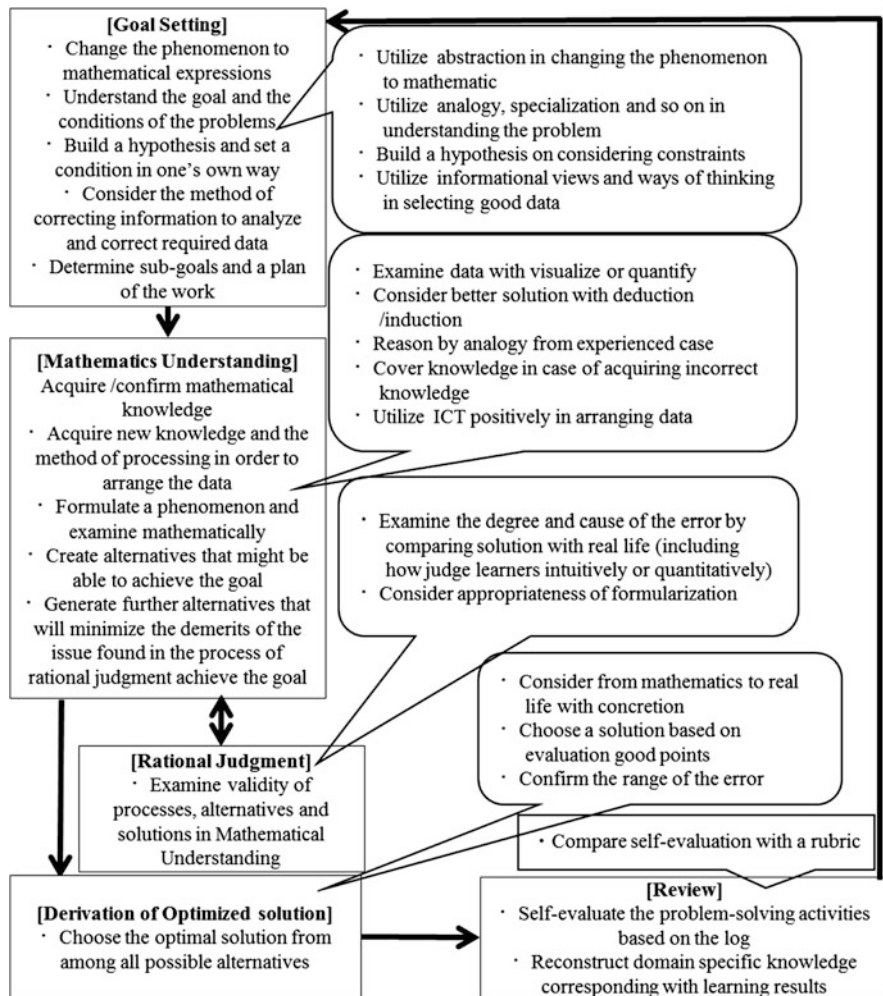 [Goal Setting]
・ Change the phenomenon to
mathematical expressions
・ Understand the goal and the
conditions of the problems
・ Build a hypothesis and set a
condition in one's own way
・ Consider the method of
correcting information to analyze
and correct required data
・ Determine sub-goals and a plan
of the work
・ Utilize abstraction in changing the phenomenon
to mathematic
・ Utilize analogy, specialization and so on in
understanding the problem
・ Build a hypothesis on considering constraints
・ Utilize informational views and ways of thinking
in selecting good data
[Mathematics Understanding]
Acquire /confirm mathematical
knowledge
・ Acquire new knowledge and the
method of processing in order to
arrange the data
・ Formulate a phenomenon and
examine mathematically
・ Create alternatives that might be
able to achieve the goal
・ Generate further alternatives that
will minimize the demerits of the
issue found in the process of
rational judgment achieve the goal
・ Examine data with visualize or quantify
・ Consider better solution with deduction
/induction
・ Reason by analogy from experienced case
・ Cover knowledge in case of acquiring incorrect
knowledge
・ Utilize ICT positively in arranging data
・ Examine the degree and cause of the error by
comparing solution with real life (including
how judge learners intuitively or quantitatively)
・ Consider appropriateness of formularization
[Rational Judgment]
・ Examine validity of
processes, alternatives and
solutions in Mathematical
Understanding
・ Consider from mathematics to real
life with concretion
・ Choose a solution based on
evaluation good points
・ Confirm the range of the error
・ Compare self-evaluation with a rubric
[Derivation of Optimized solution]
・ Choose the optimal solution from
among all possible alternatives
[Review]
・ Self-evaluate the problem-solving activities
based on the log
・ Reconstruct domain specific knowledge
corresponding with learning results